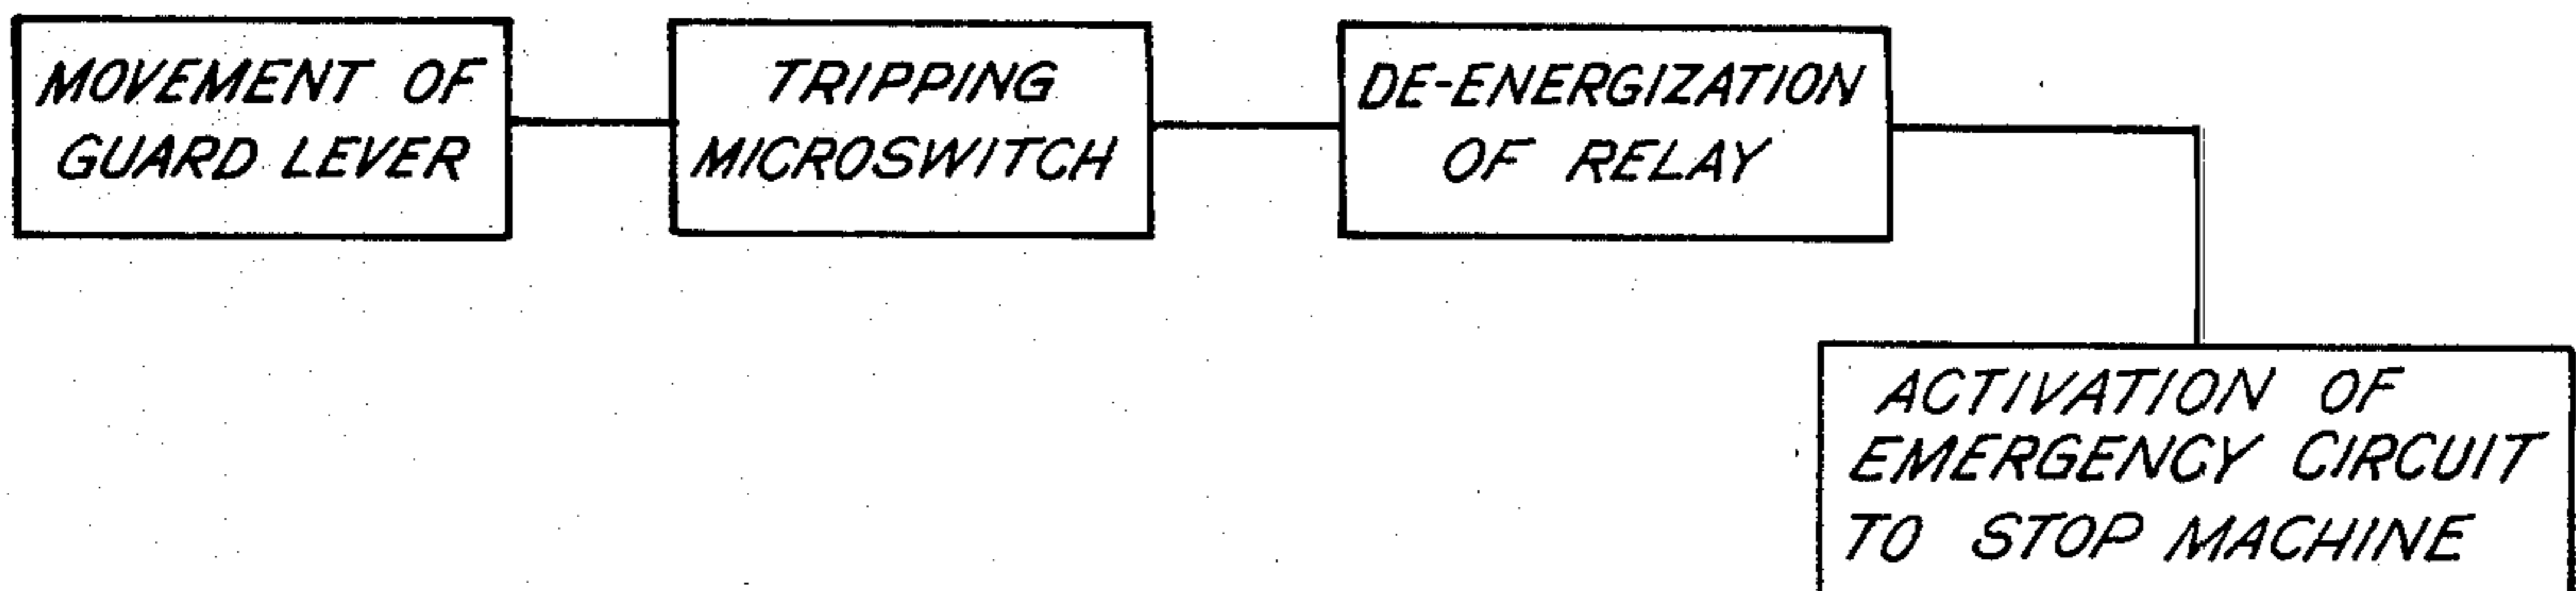 MOVEMENT OF
GUARD LEVER
TRIPPING
MICROSWITCH
DE-ENERGIZATION
OF RELAY
ACTIVATION OF
EMERGENCY CIRCUIT
TO STOP MACHINE